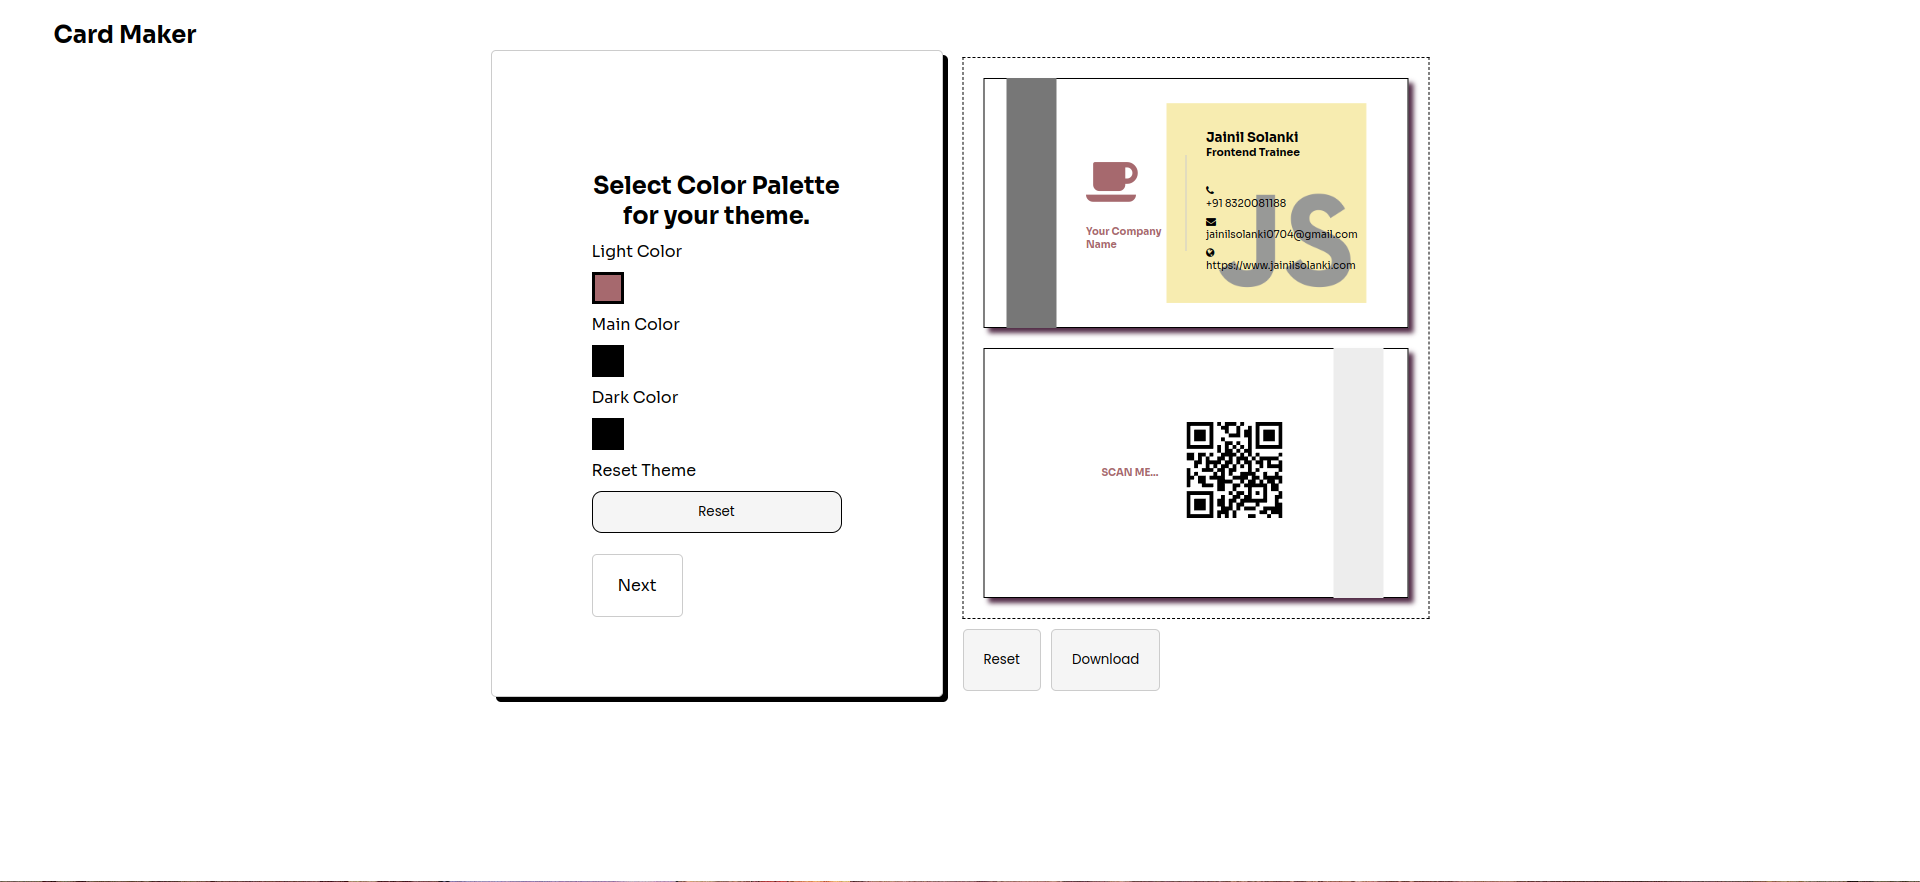 Card Maker
Select Color Palette
for your theme.
Light Color
Main Color
Dark Color
Reset Theme
Reset
Next
Your Company
Name
Jainil Solanki
Frontend Trainee
+91 8320081188
jainilsolanki0704@gmail.com
https://www.jainilsolanki.com
JS
SCAN ME...
Reset
Download